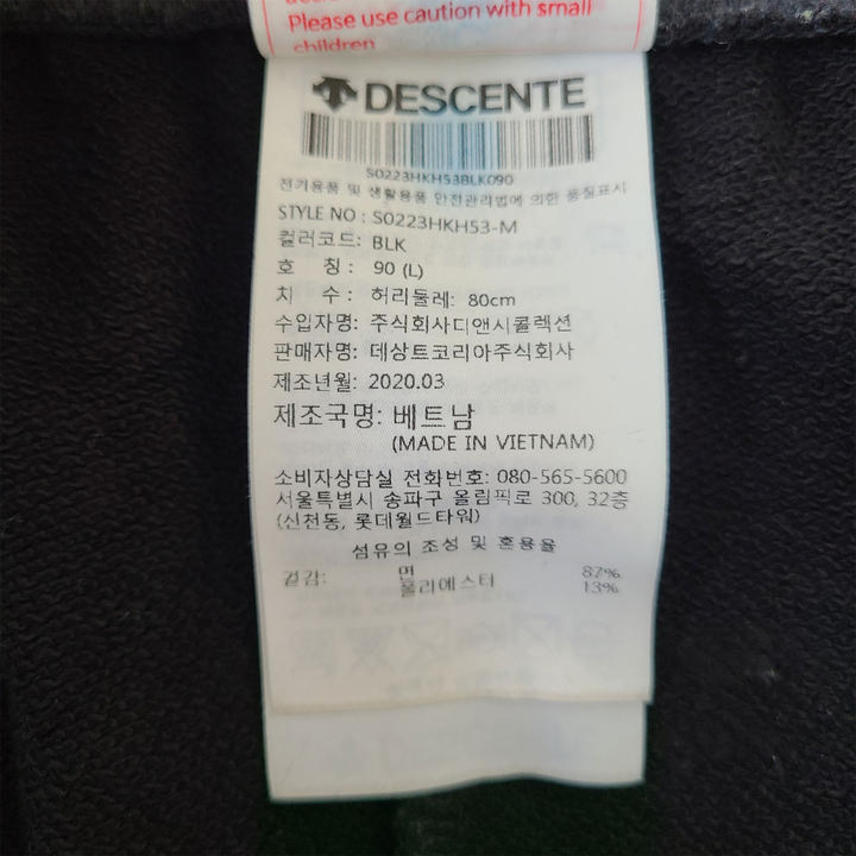 Please use caution with small
children
DESCENTE
S0223HKH53BLK090
전기용품 및 생활용품 안전관리법에 의한 품질표시
STYLE NO : S0223HKH53-M
컬러코드: BLK
호 칭 : 90 (L)
치 수 : 허리둘레: 80cm
수입자명: 주식회사디앤시콜렉션
판매자명: 데상트코리아주식회사
제조년월: 2020.03
제조국명: 베트남
(MADE IN VIETNAM)
소비자상담실 전화번호: 080-565-5600
서울특별시 송파구 올림픽로 300, 32층
(신천동, 롯데월드타워)
섬유의 조성 및 혼용율
겉감: 면 87%
폴리에스터 13%